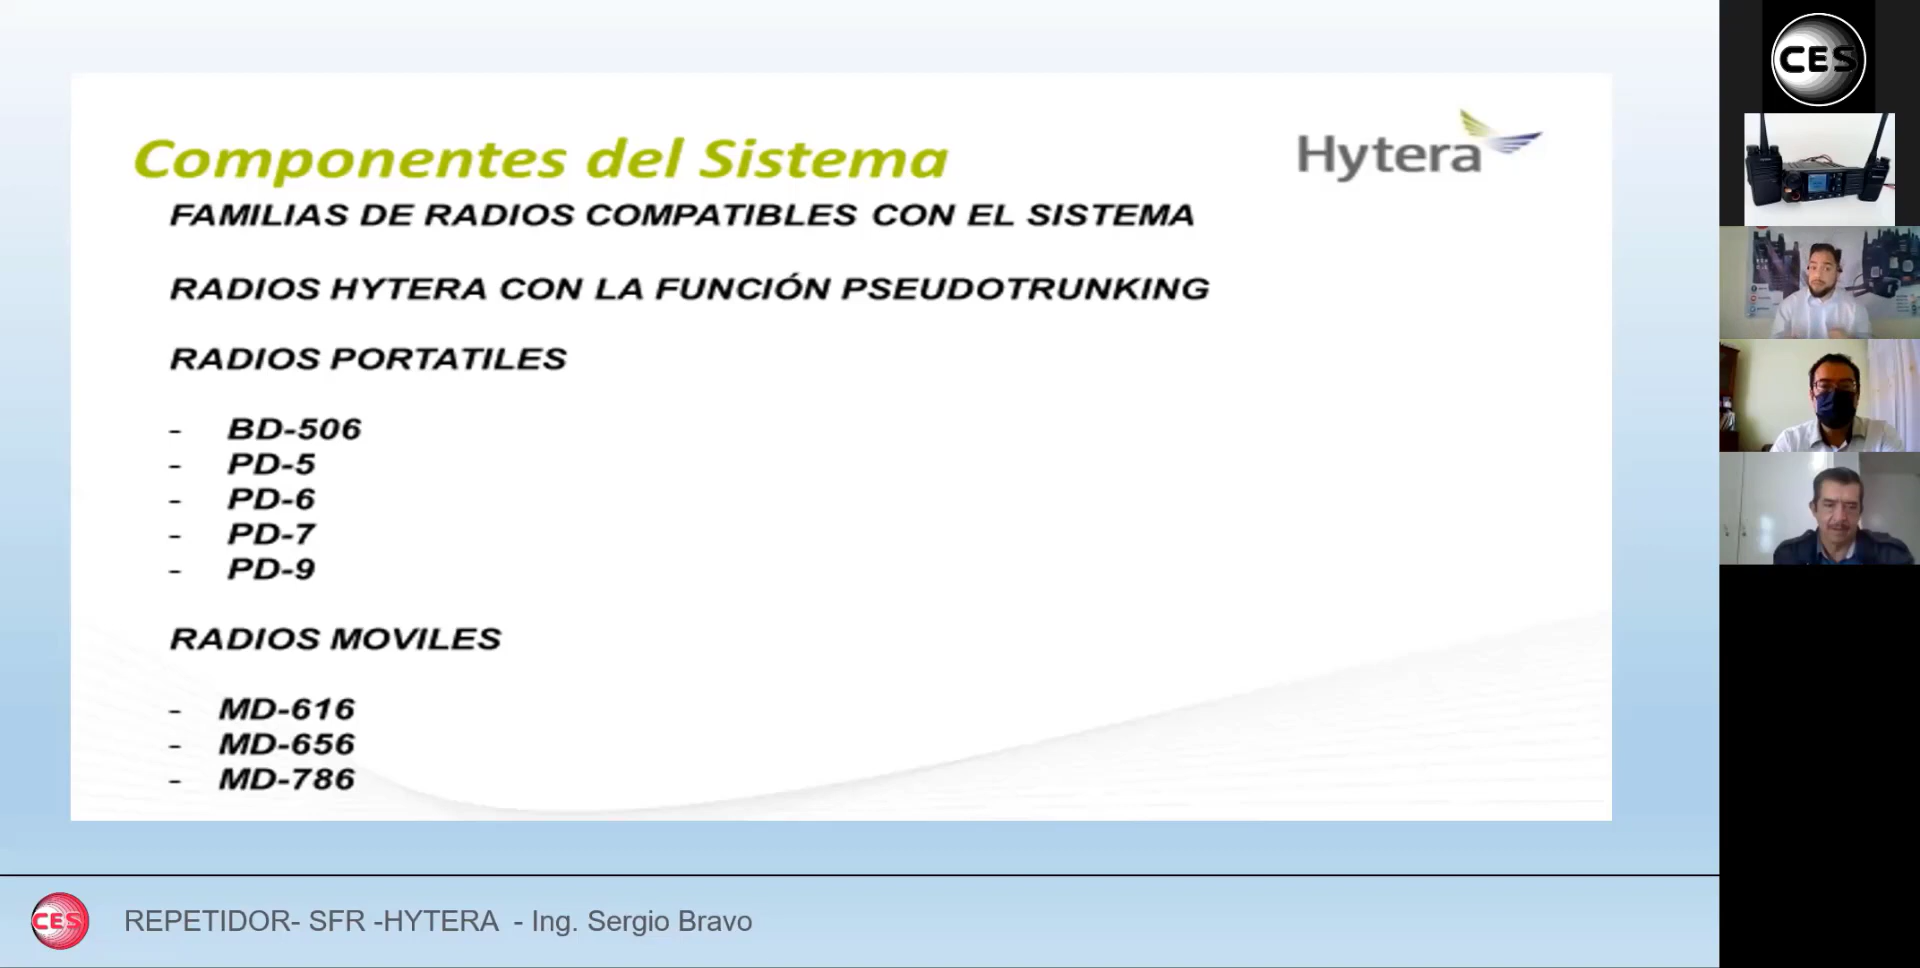 Componentes del Sistema
Hytera
FAMILIAS DE RADIOS COMPATIBLES CON EL SISTEMA
RADIOS HYTERA CON LA FUNCIÓN PSEUDOTRUNKING
RADIOS PORTATILES
- BD-506
- PD-5
- PD-6
- PD-7
- PD-9
RADIOS MOVILES
- MD-616
- MD-656
- MD-786
CES
REPETIDOR- SFR -HYTERA - Ing. Sergio Bravo
CES